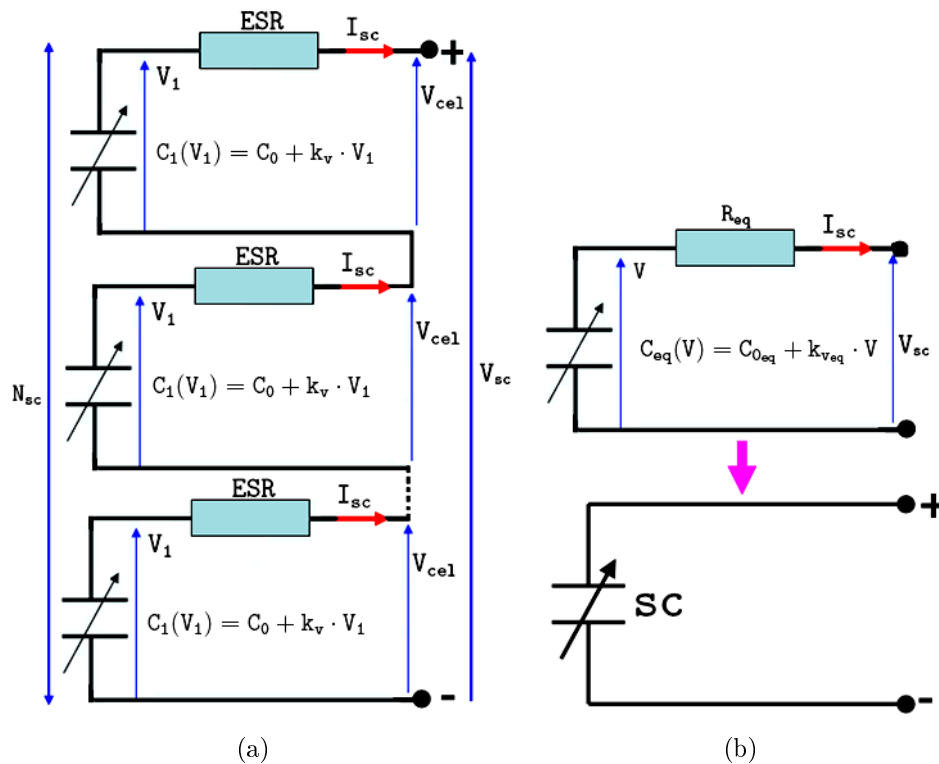 ESR
I_sc
+
V_1
V_cel
C_1(V_1) = C_0 + k_v · V_1
ESR
I_sc
V_1
V_cel
C_1(V_1) = C_0 + k_v · V_1
N_sc
V_sc
ESR
I_sc
V_1
V_cel
C_1(V_1) = C_0 + k_v · V_1
-
(a)
R_eq
I_sc
V
C_eq(V) = C_0eq + k_veq · V
V_sc
+
SC
-
(b)